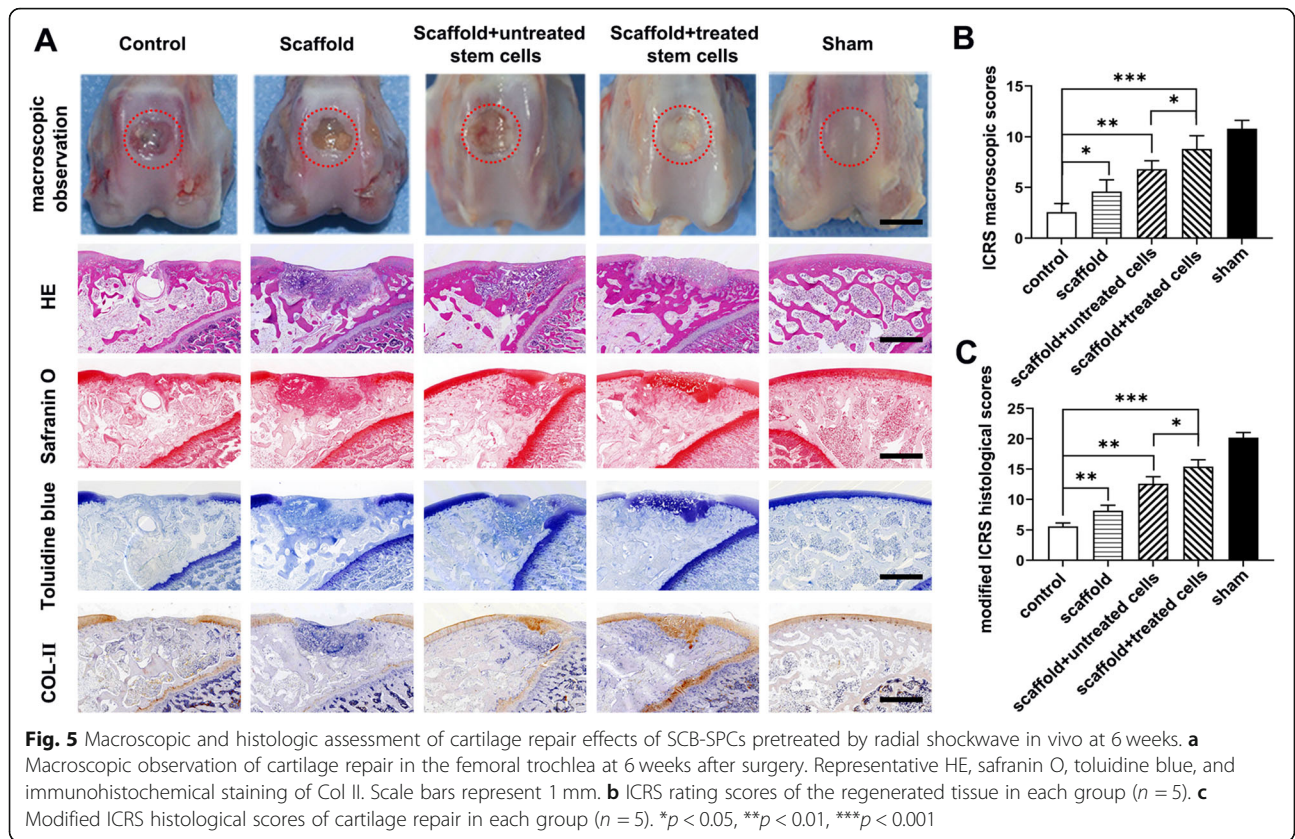 A
Control
Scaffold
Scaffold+untreated
stem cells
Scaffold+treated
stem cells
Sham
macroscopic
observation
HE
Safranin O
Toluidine blue
COL-II
B
ICRS macroscopic scores
15
10
5
0
***
**
*
*
control
scaffold
scaffold+untreated cells
scaffold+treated cells
sham
C
modified ICRS histological scores
25
20
15
10
5
0
***
**
**
*
control
scaffold
scaffold+untreated cells
scaffold+treated cells
sham
Fig. 5 Macroscopic and histologic assessment of cartilage repair effects of SCB-SPCs pretreated by radial shockwave in vivo at 6 weeks. a
Macroscopic observation of cartilage repair in the femoral trochlea at 6 weeks after surgery. Representative HE, safranin O, toluidine blue, and
immunohistochemical staining of Col II. Scale bars represent 1 mm. b ICRS rating scores of the regenerated tissue in each group (n = 5). c
Modified ICRS histological scores of cartilage repair in each group (n = 5). *p < 0.05, **p < 0.01, ***p < 0.001